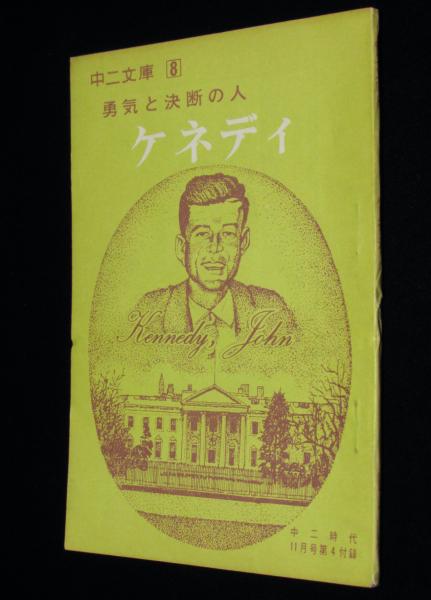 中二文庫 8
勇気と決断の人
ケネディ
Kennedy, John
中二時代
11月号第4付録